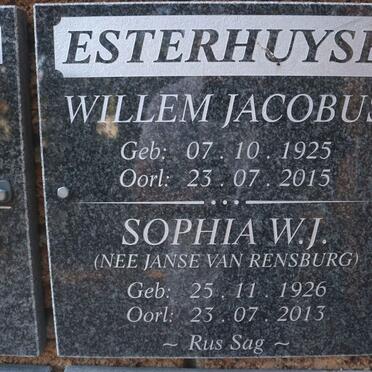 ESTERHUYSE
WILLEM JACOBUS
Geb: 07 . 10 . 1925
Oorl: 23 . 07 . 2015
SOPHIA W.J.
(NEE JANSE VAN RENSBURG)
Geb: 25 . 11 . 1926
Oorl: 23 . 07 . 2013
~ Rus Sag ~